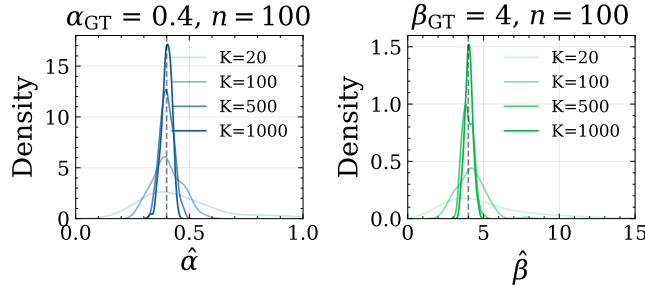 α_GT = 0.4, n = 100
Density
15
10
5
0
0.0
0.5
1.0
α̂
K=20
K=100
K=500
K=1000
β_GT = 4, n = 100
Density
1.5
1.0
0.5
0.0
0
5
10
15
β̂
K=20
K=100
K=500
K=1000